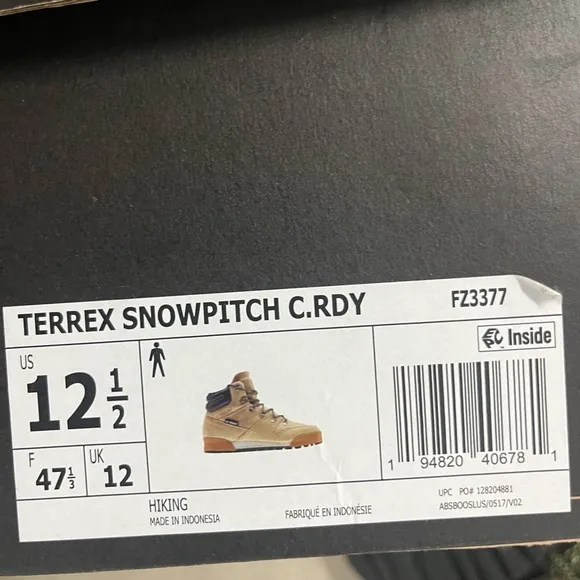 TERREX SNOWPITCH C.RDY
FZ3377
Inside
US
12 1/2
F
47 1/3
UK
12
HIKING
MADE IN INDONESIA
FABRIQUÉ EN INDONÉSIE
1 94820 40678 1
UPC PO# 128204881
ABSBOOSLUS/0517/V02